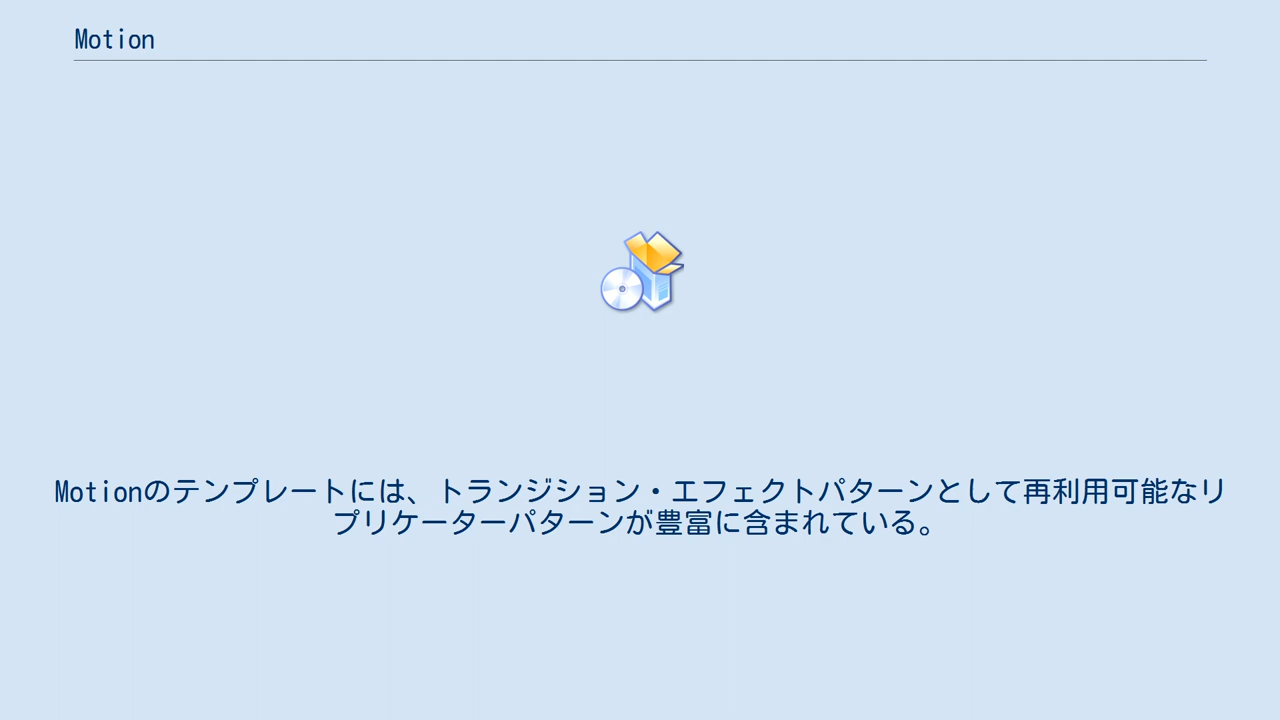 Motion
Motionのテンプレートには、トランジション・エフェクトパターンとして再利用可能なリ
プリケーターパターンが豊富に含まれている。